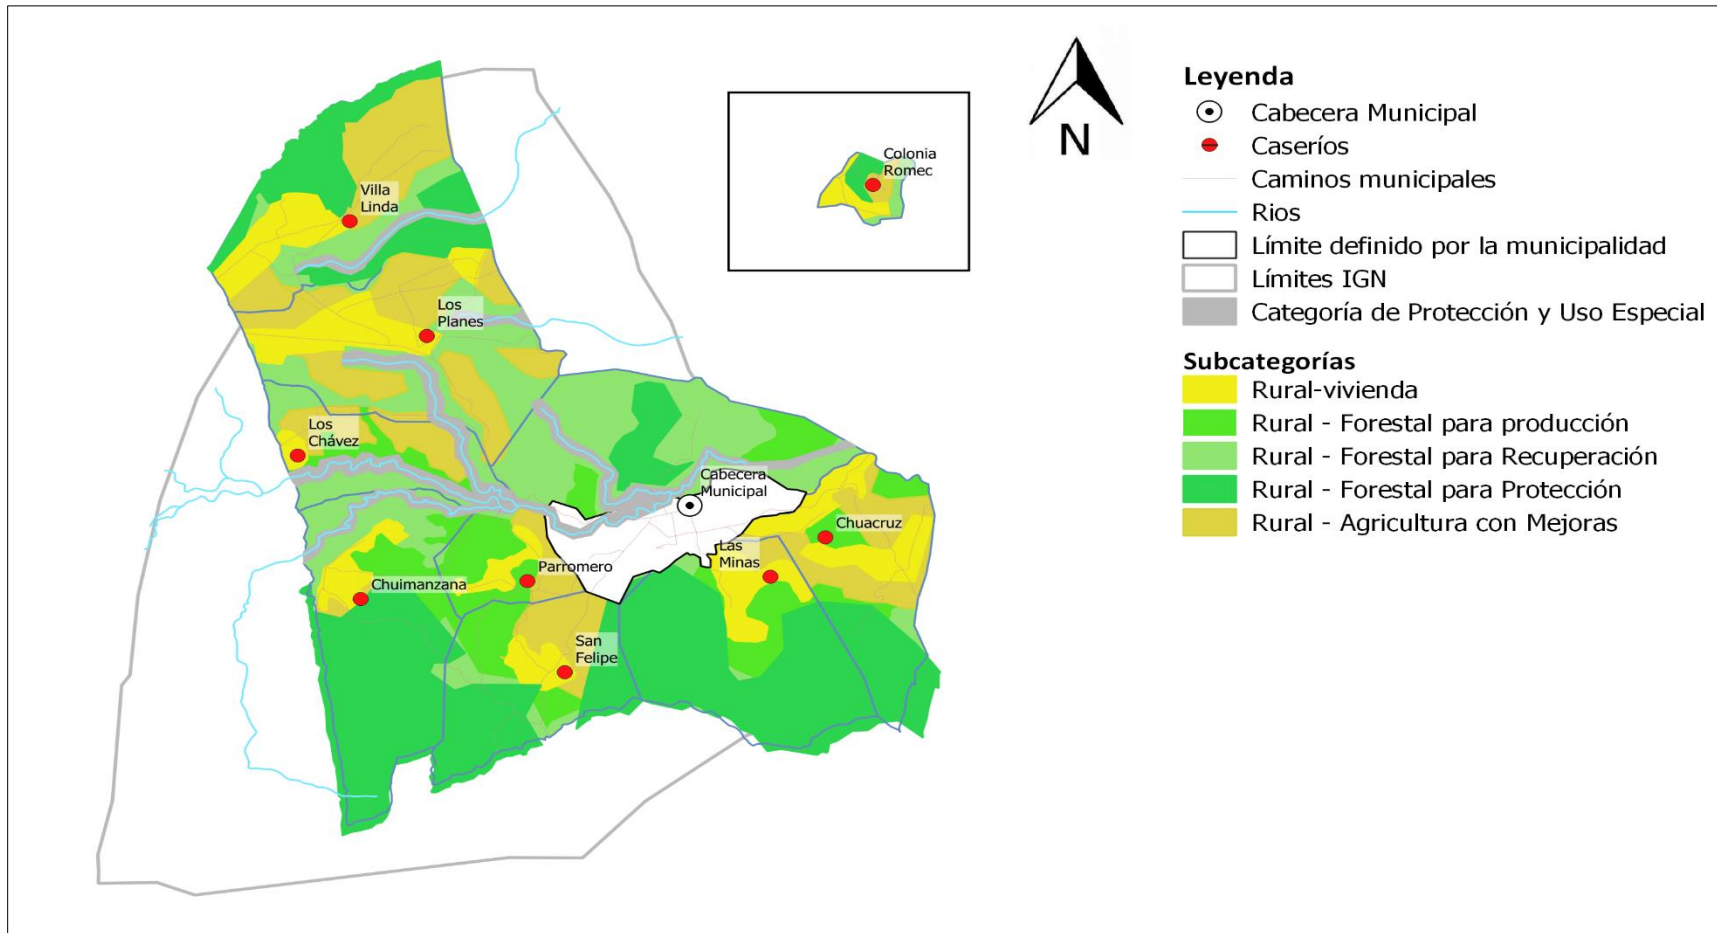 Villa
Linda
Los
Planes
Los
Chávez
Chuimanzana
Parromero
San
Felipe
Cabecera
Municipal
Las
Minas
Chuacruz
Colonia
Romec
N
Leyenda
Cabecera Municipal
Caseríos
Caminos municipales
Rios
Límite definido por la municipalidad
Límites IGN
Categoría de Protección y Uso Especial
Subcategorías
Rural-vivienda
Rural - Forestal para producción
Rural - Forestal para Recuperación
Rural - Forestal para Protección
Rural - Agricultura con Mejoras